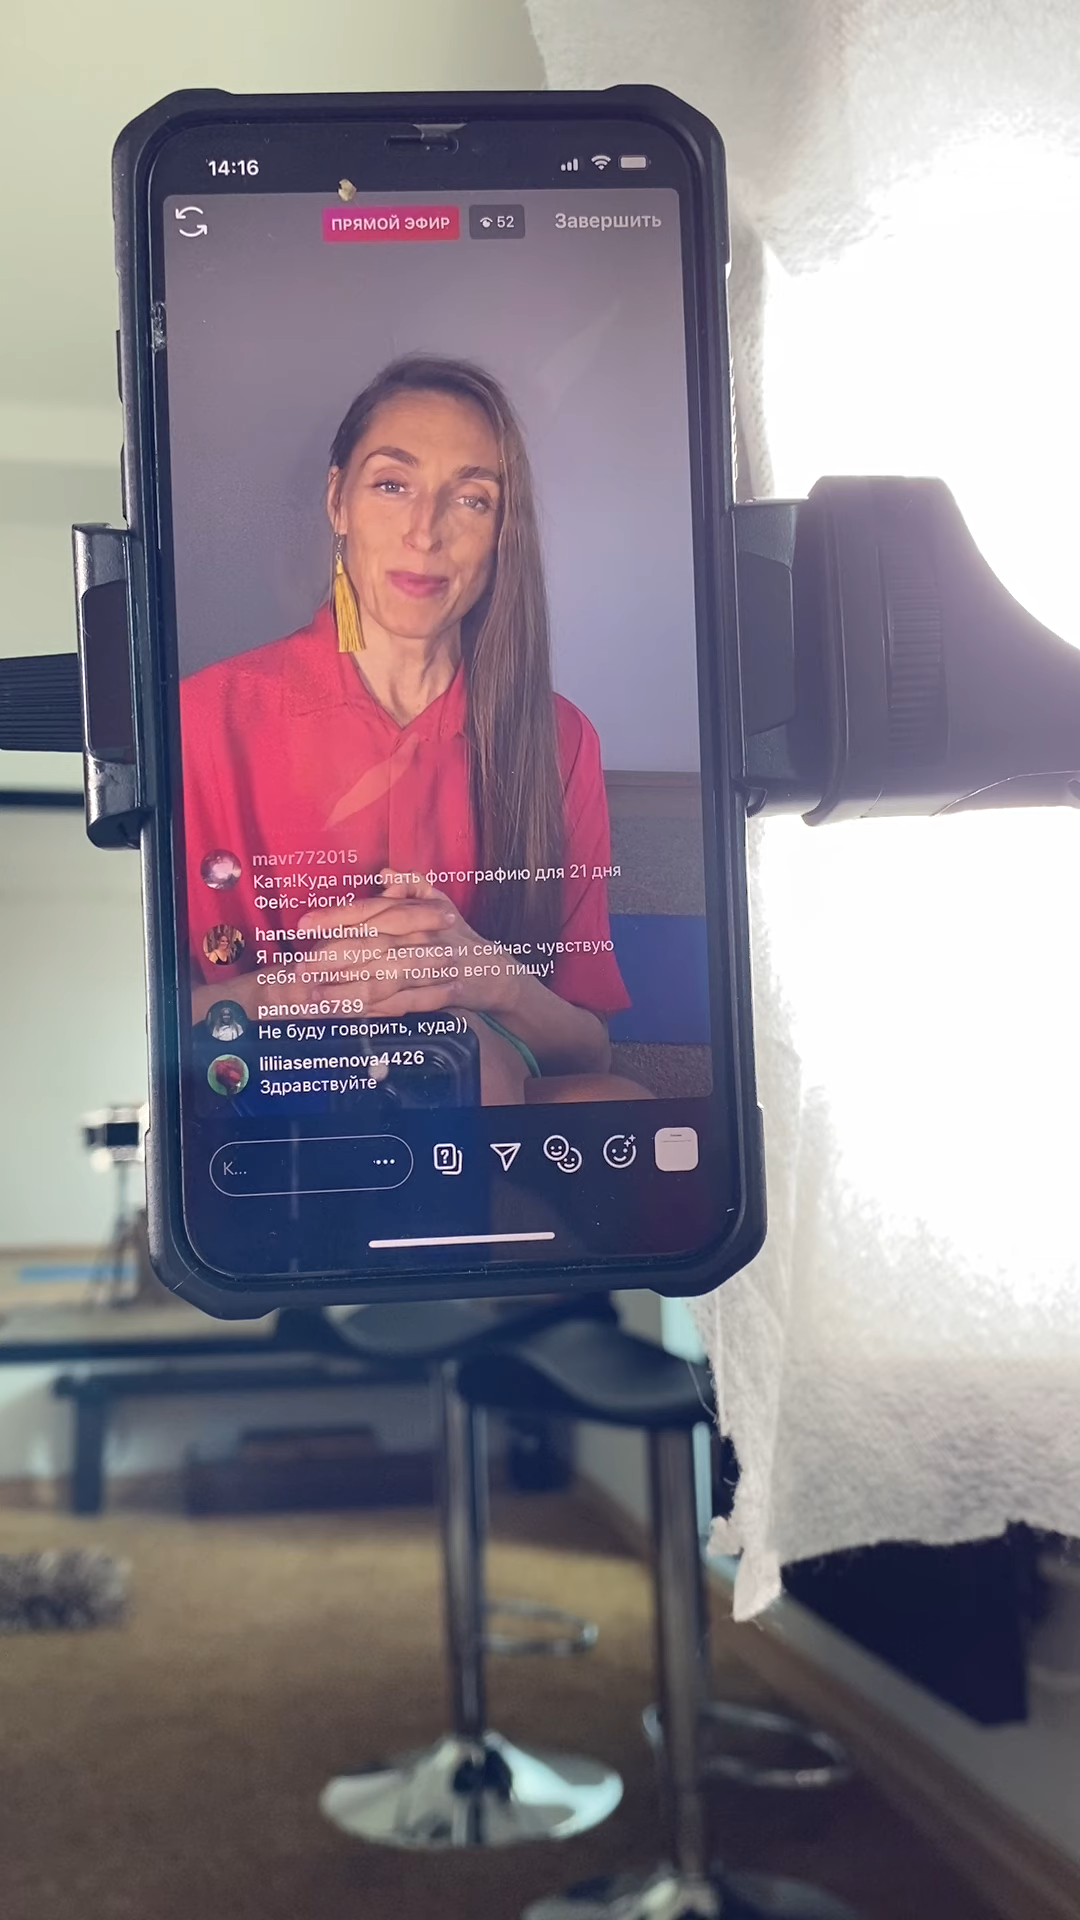 14:16
ПРЯМОЙ ЭФИР
52
Завершить
mavr772015
Катя!Куда прислать фотографию для 21 дня
Фейс-йоги?
hansenludmila
Я прошла курс детокса и сейчас чувствую
себя отлично ем только вего пищу!
panova6789
Не буду говорить, куда))
liliiasemenova4426
Здравствуйте
К...